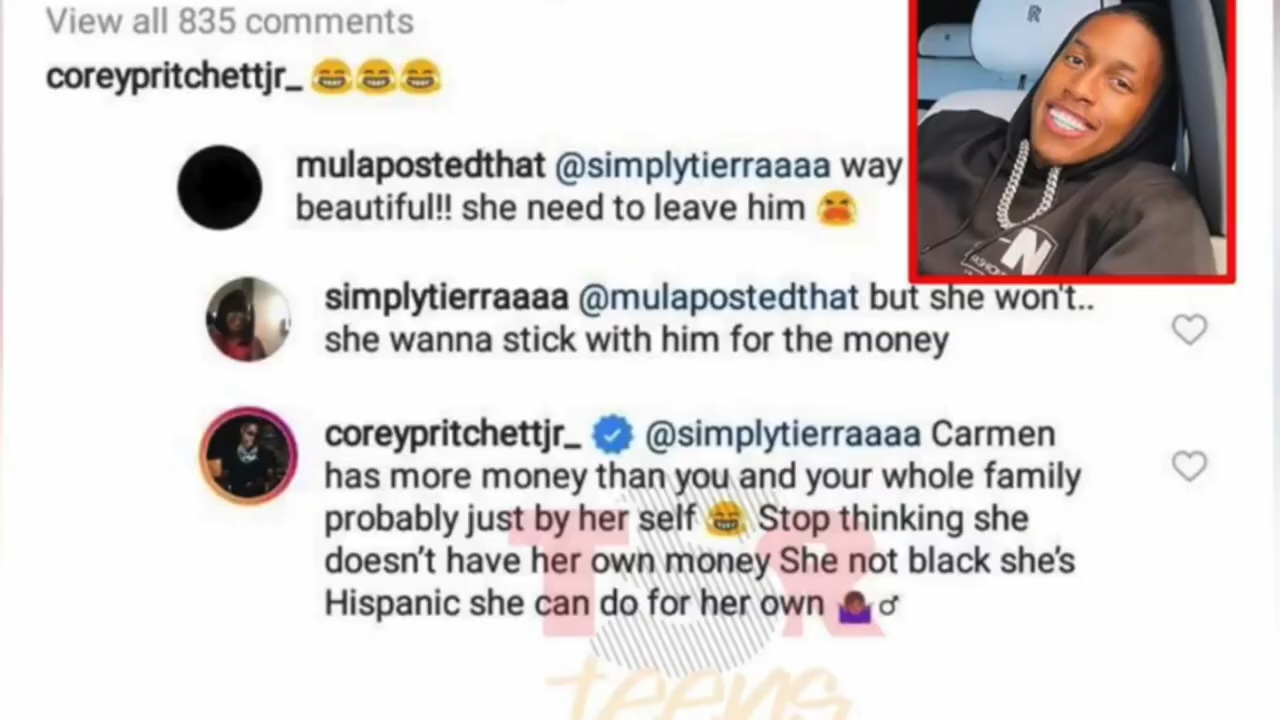 View all 835 comments
coreypritchettjr_ 😂😂😂
mulapostedthat @simplytierraaaa way
beautiful!! she need to leave him 😫
simplytierraaaa @mulapostedthat but she won't..
she wanna stick with him for the money
coreypritchettjr_ @simplytierraaaa Carmen
has more money than you and your whole family
probably just by her self 😂 Stop thinking she
doesn't have her own money She not black she's
Hispanic she can do for her own 🤷🏾♂
TSR
teens
R
N